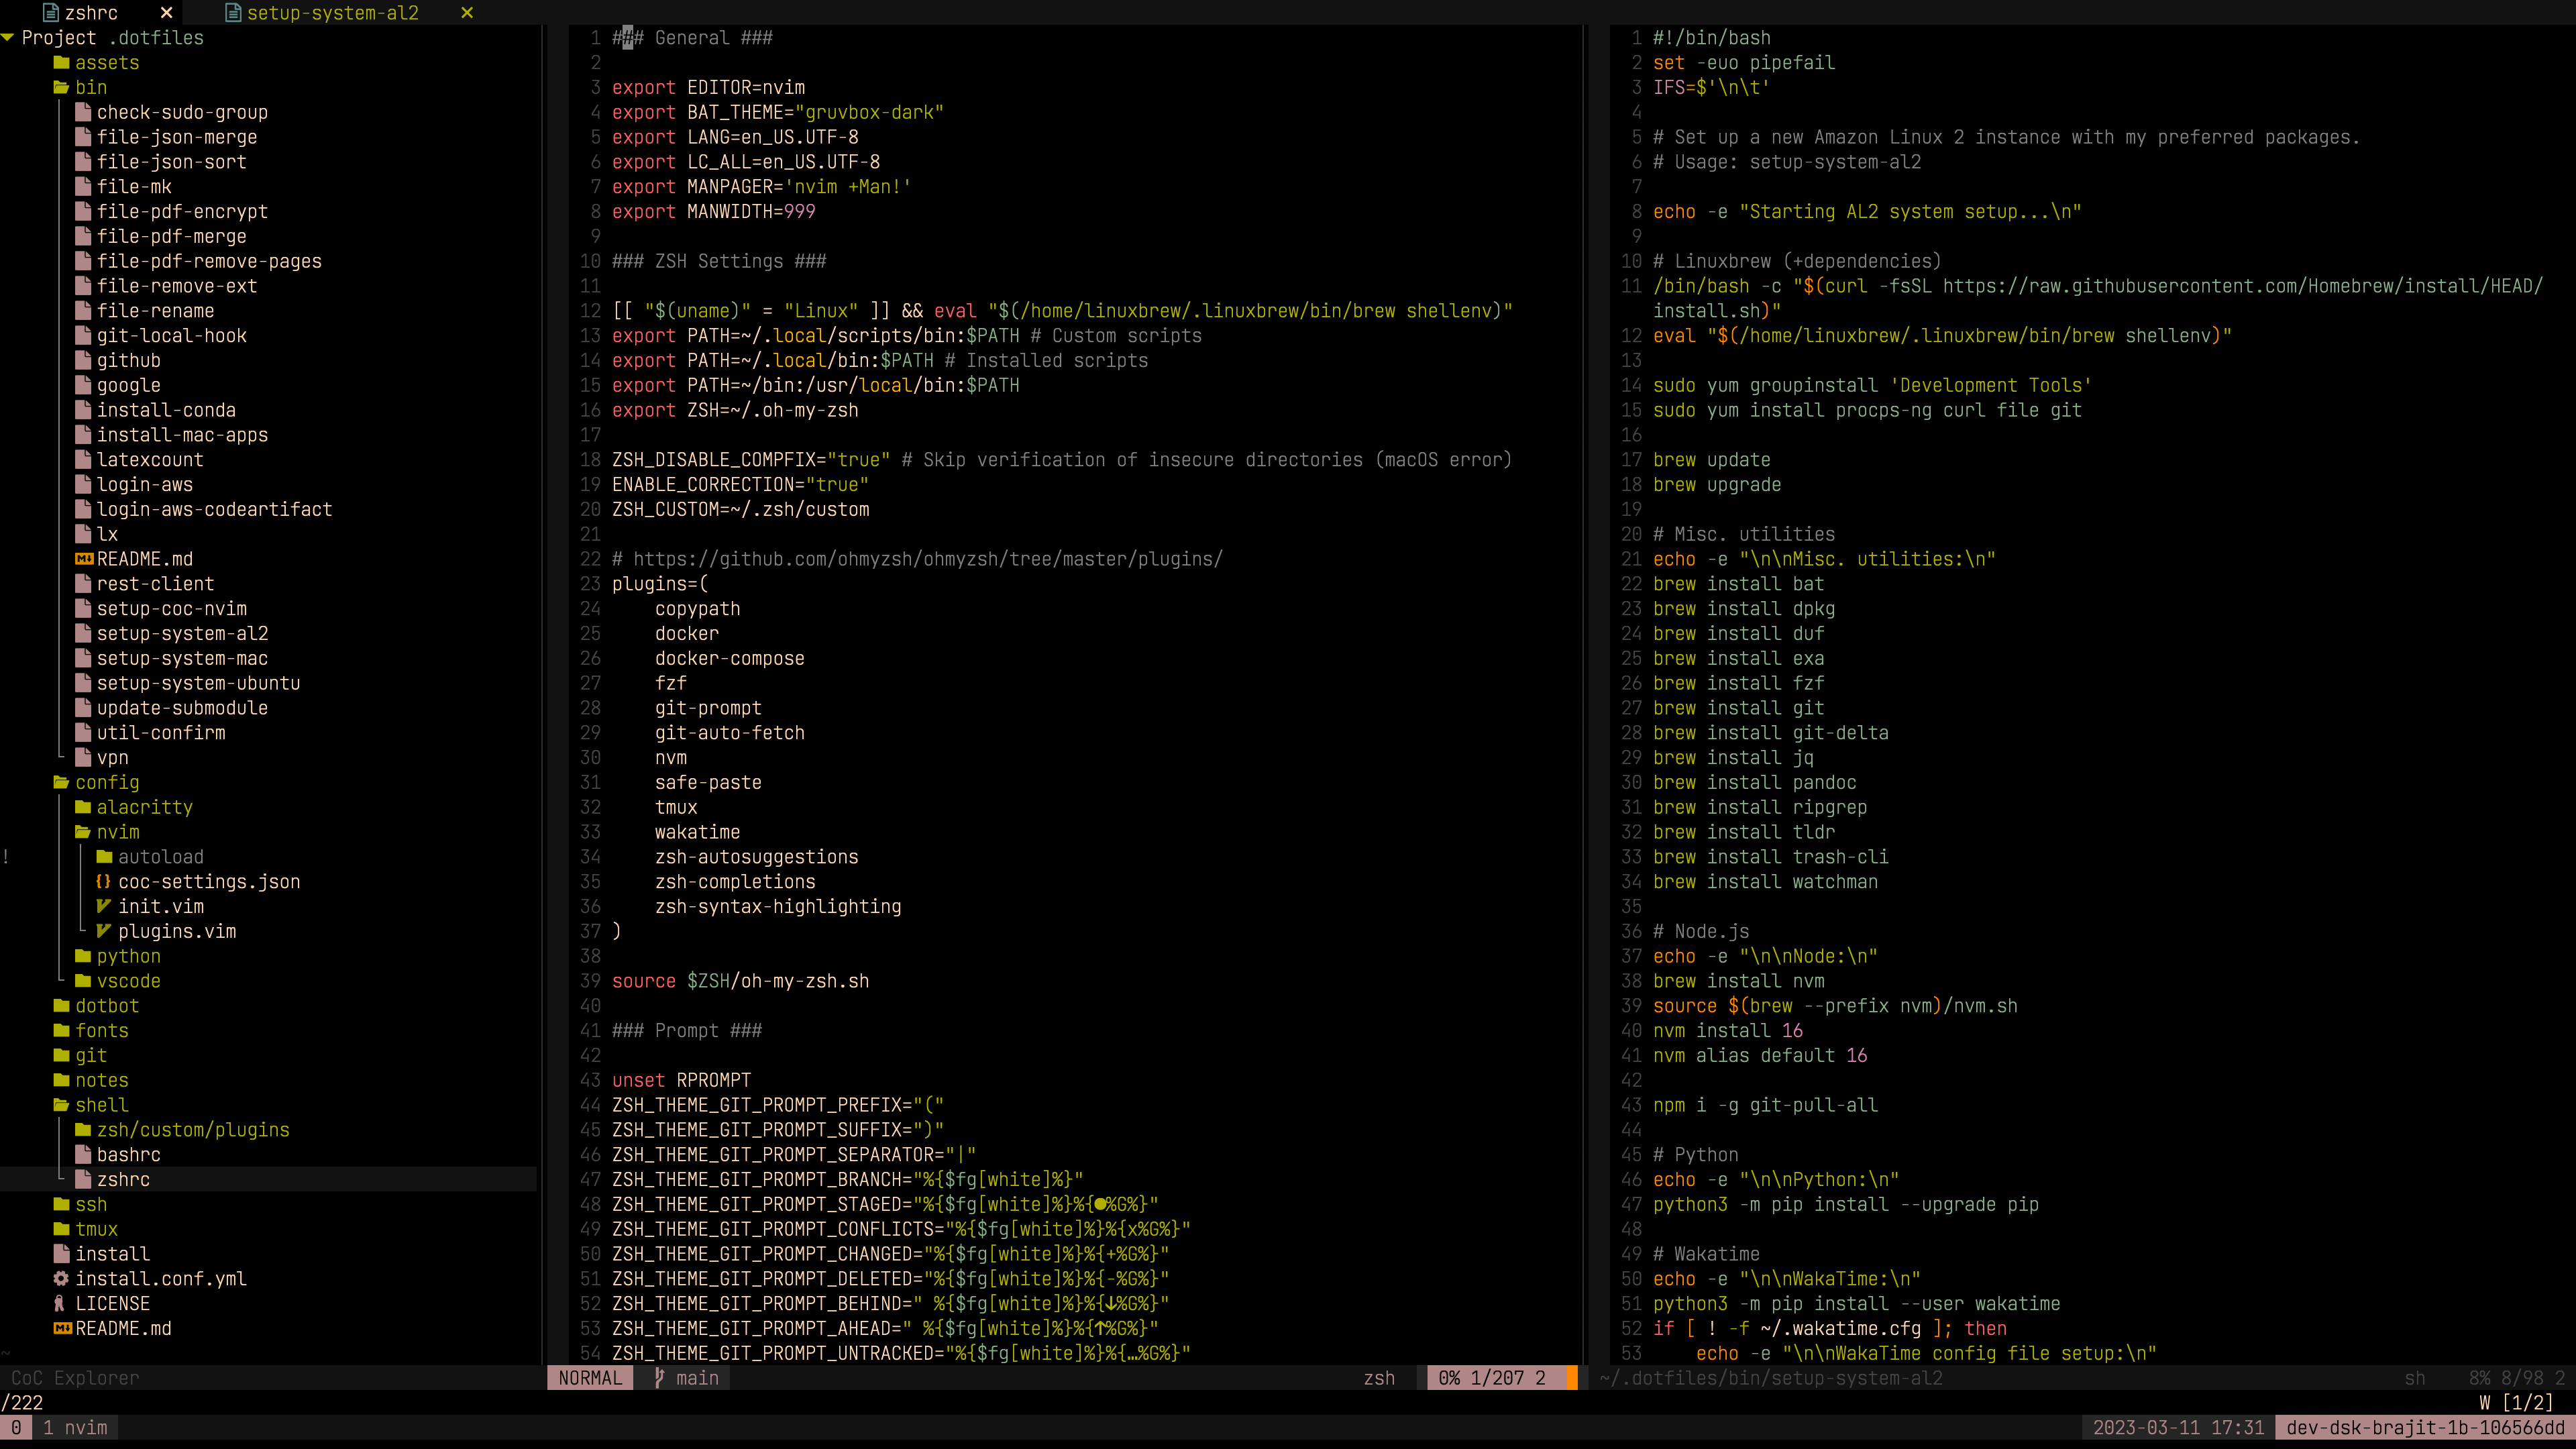 zshrc ✕ setup-system-al2 ✕
Project .dotfiles
assets
bin
check-sudo-group
file-json-merge
file-json-sort
file-mk
file-pdf-encrypt
file-pdf-merge
file-pdf-remove-pages
file-remove-ext
file-rename
git-local-hook
github
google
install-conda
install-mac-apps
latexcount
login-aws
login-aws-codeartifact
lx
README.md
rest-client
setup-coc-nvim
setup-system-al2
setup-system-mac
setup-system-ubuntu
update-submodule
util-confirm
vpn
config
alacritty
nvim
! autoload
coc-settings.json
init.vim
plugins.vim
python
vscode
dotbot
fonts
git
notes
shell
zsh/custom/plugins
bashrc
zshrc
ssh
tmux
install
install.conf.yml
LICENSE
README.md
~
CoC Explorer
1 ### General ###
2
3 export EDITOR=nvim
4 export BAT_THEME="gruvbox-dark"
5 export LANG=en_US.UTF-8
6 export LC_ALL=en_US.UTF-8
7 export MANPAGER='nvim +Man!'
8 export MANWIDTH=999
9
10 ### ZSH Settings ###
11
12 [[ "$(uname)" = "Linux" ]] && eval "$(/home/linuxbrew/.linuxbrew/bin/brew shellenv)"
13 export PATH=~/.local/scripts/bin:$PATH # Custom scripts
14 export PATH=~/.local/bin:$PATH # Installed scripts
15 export PATH=~/bin:/usr/local/bin:$PATH
16 export ZSH=~/.oh-my-zsh
17
18 ZSH_DISABLE_COMPFIX="true" # Skip verification of insecure directories (macOS error)
19 ENABLE_CORRECTION="true"
20 ZSH_CUSTOM=~/.zsh/custom
21
22 # https://github.com/ohmyzsh/ohmyzsh/tree/master/plugins/
23 plugins=(
24     copypath
25     docker
26     docker-compose
27     fzf
28     git-prompt
29     git-auto-fetch
30     nvm
31     safe-paste
32     tmux
33     wakatime
34     zsh-autosuggestions
35     zsh-completions
36     zsh-syntax-highlighting
37 )
38
39 source $ZSH/oh-my-zsh.sh
40
41 ### Prompt ###
42
43 unset RPROMPT
44 ZSH_THEME_GIT_PROMPT_PREFIX="("
45 ZSH_THEME_GIT_PROMPT_SUFFIX=")"
46 ZSH_THEME_GIT_PROMPT_SEPARATOR="|"
47 ZSH_THEME_GIT_PROMPT_BRANCH="%{$fg[white]%}"
48 ZSH_THEME_GIT_PROMPT_STAGED="%{$fg[white]%}%{●%G%}"
49 ZSH_THEME_GIT_PROMPT_CONFLICTS="%{$fg[white]%}%{x%G%}"
50 ZSH_THEME_GIT_PROMPT_CHANGED="%{$fg[white]%}%{+%G%}"
51 ZSH_THEME_GIT_PROMPT_DELETED="%{$fg[white]%}%{-%G%}"
52 ZSH_THEME_GIT_PROMPT_BEHIND=" %{$fg[white]%}%{↓%G%}"
53 ZSH_THEME_GIT_PROMPT_AHEAD=" %{$fg[white]%}%{↑%G%}"
54 ZSH_THEME_GIT_PROMPT_UNTRACKED="%{$fg[white]%}%{…%G%}"
NORMAL main zsh 0% 1/207 2
1 #!/bin/bash
2 set -euo pipefail
3 IFS=$'\n\t'
4
5 # Set up a new Amazon Linux 2 instance with my preferred packages.
6 # Usage: setup-system-al2
7
8 echo -e "Starting AL2 system setup...\n"
9
10 # Linuxbrew (+dependencies)
11 /bin/bash -c "$(curl -fsSL https://raw.githubusercontent.com/Homebrew/install/HEAD/
install.sh)"
12 eval "$(/home/linuxbrew/.linuxbrew/bin/brew shellenv)"
13
14 sudo yum groupinstall 'Development Tools'
15 sudo yum install procps-ng curl file git
16
17 brew update
18 brew upgrade
19
20 # Misc. utilities
21 echo -e "\n\nMisc. utilities:\n"
22 brew install bat
23 brew install dpkg
24 brew install duf
25 brew install exa
26 brew install fzf
27 brew install git
28 brew install git-delta
29 brew install jq
30 brew install pandoc
31 brew install ripgrep
32 brew install tldr
33 brew install trash-cli
34 brew install watchman
35
36 # Node.js
37 echo -e "\n\nNode:\n"
38 brew install nvm
39 source $(brew --prefix nvm)/nvm.sh
40 nvm install 16
41 nvm alias default 16
42
43 npm i -g git-pull-all
44
45 # Python
46 echo -e "\n\nPython:\n"
47 python3 -m pip install --upgrade pip
48
49 # Wakatime
50 echo -e "\n\nWakaTime:\n"
51 python3 -m pip install --user wakatime
52 if [ ! -f ~/.wakatime.cfg ]; then
53     echo -e "\n\nWakaTime config file setup:\n"
~/.dotfiles/bin/setup-system-al2 sh 8% 8/98 2
/222 W [1/2]
0 1 nvim 2023-03-11 17:31 dev-dsk-brajit-1b-106566dd